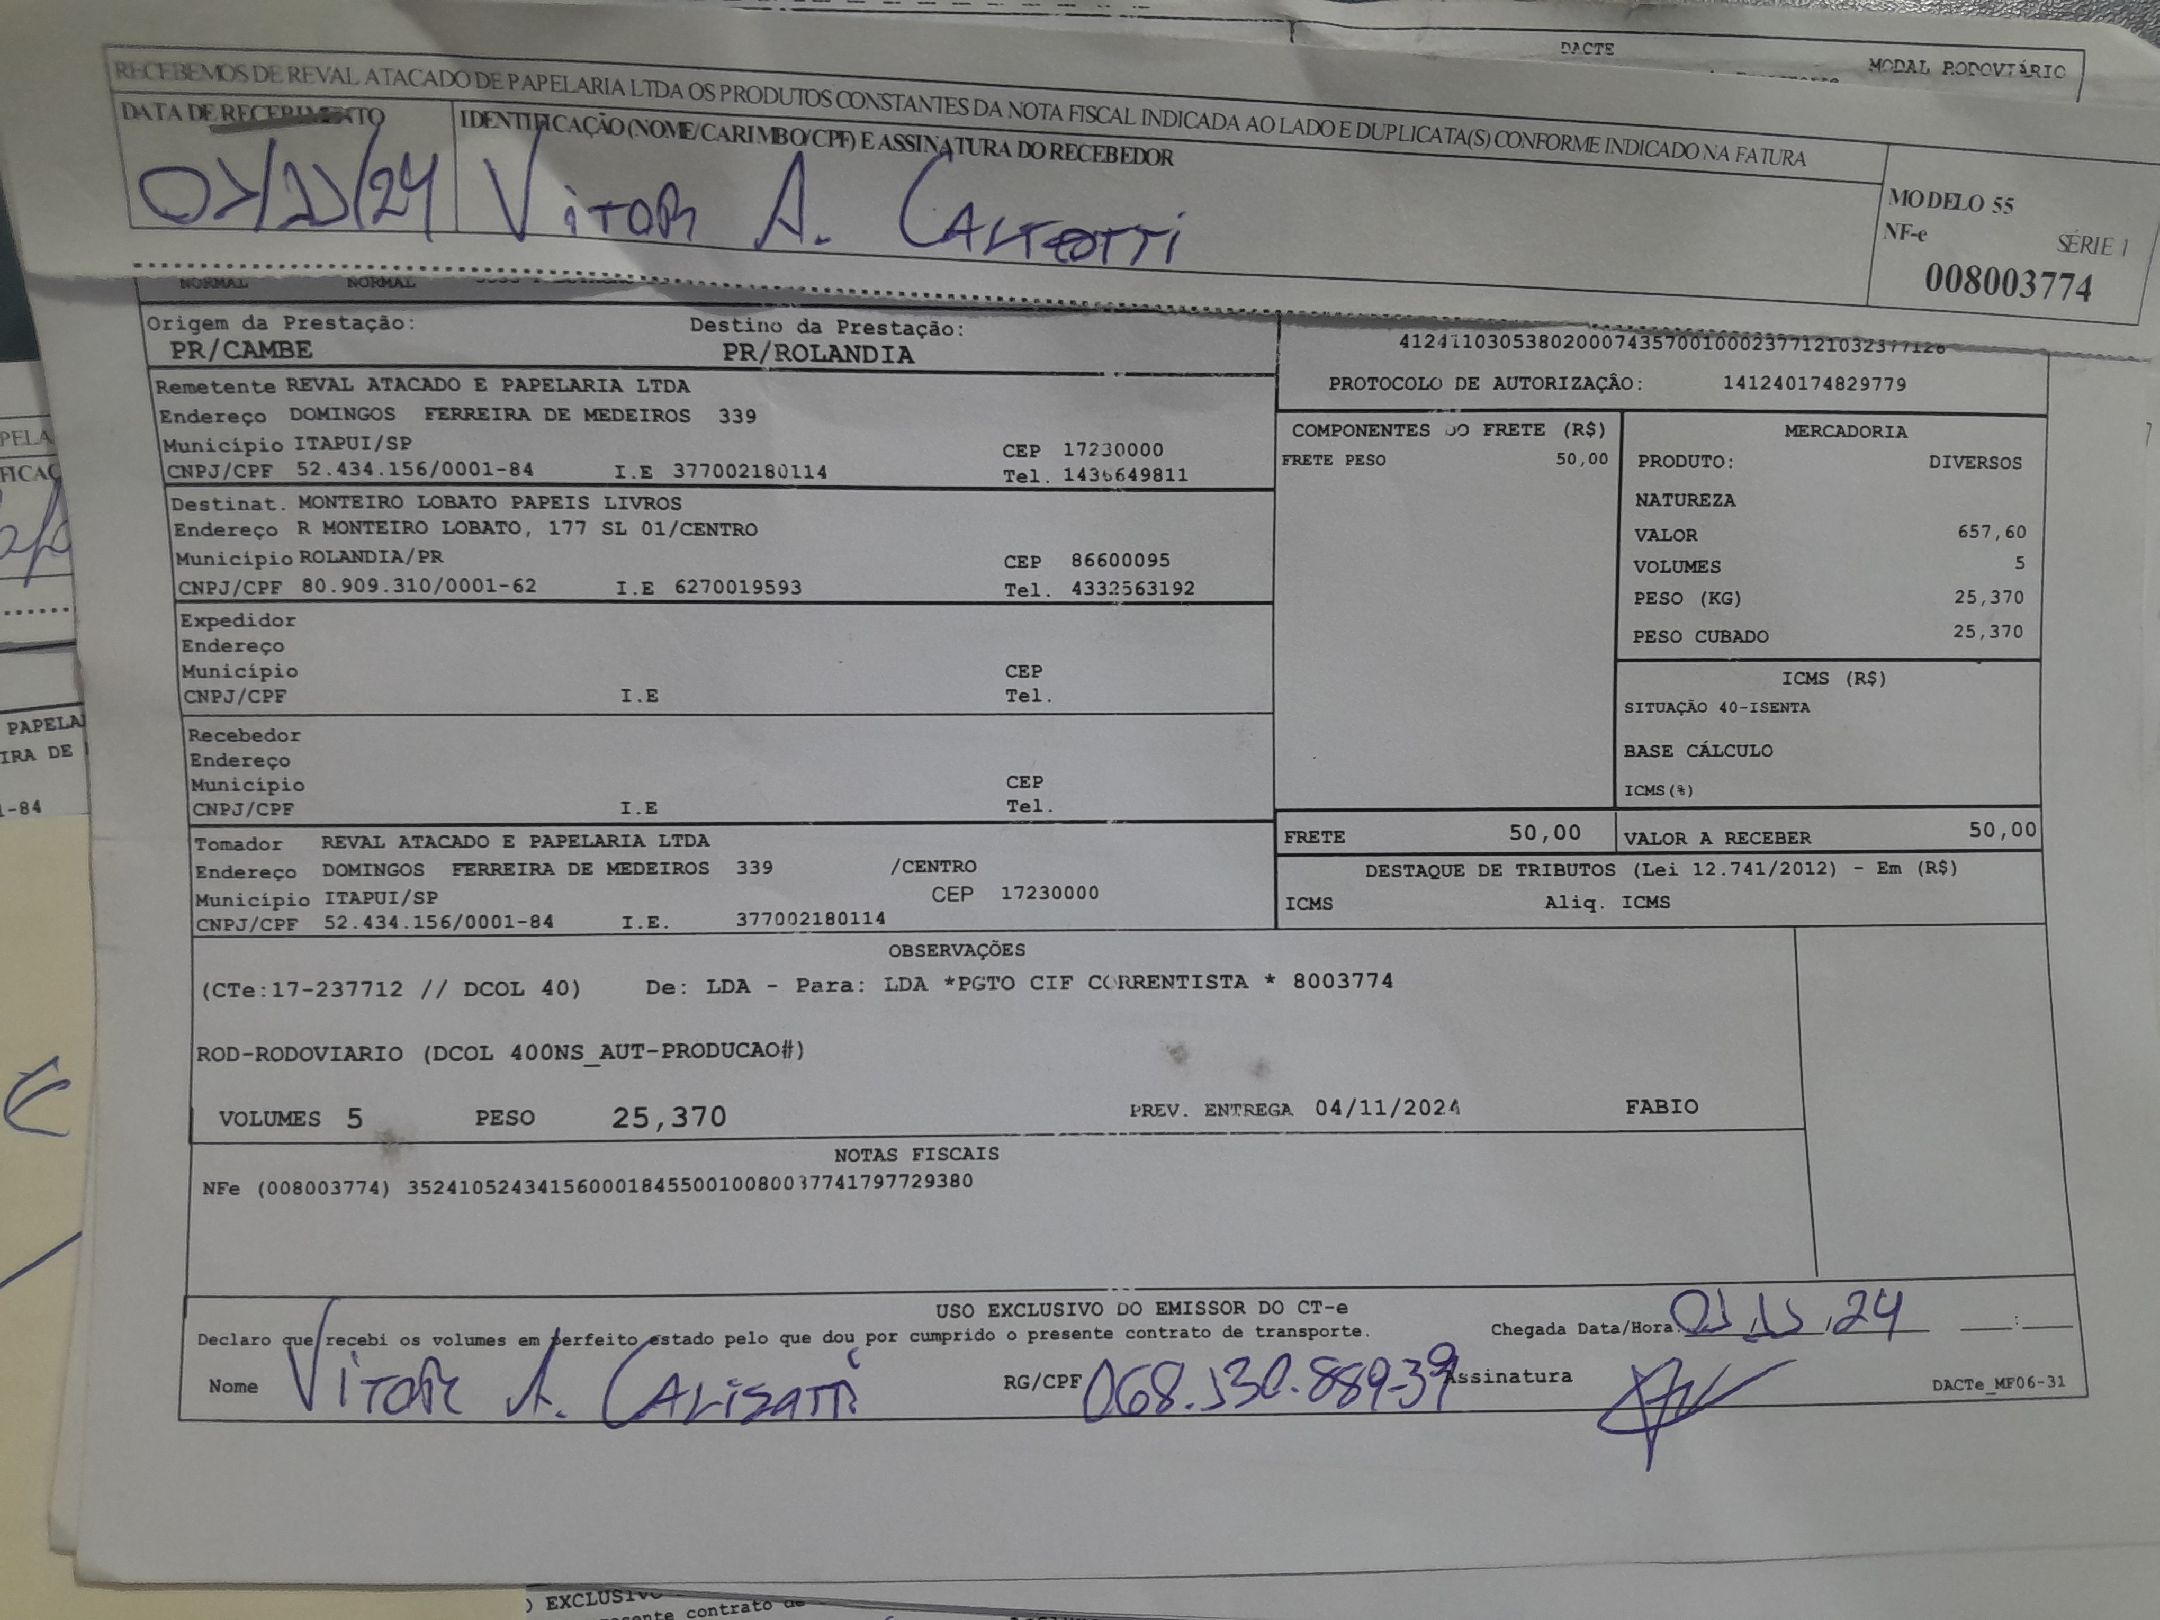 DACTE
MODAL RODOVIÁRIO
RECEBEMOS DE REVAL ATACADO DE PAPELARIA LTDA OS PRODUTOS CONSTANTES DA NOTA FISCAL INDICADA AO LADO E DUPLICATA(S) CONFORME INDICADO NA FATURA
DATA DE RECEBIMENTO
IDENTIFICAÇÃO (NOME/CARIMBO/CPF) E ASSINATURA DO RECEBEDOR
VITOR A.
MODELO 55
NF-e SÉRIE 1
008003774
NORMAL NORMAL
Origem da Prestação: Destino da Prestação:
PR/CAMBE PR/ROLANDIA
PROTOCOLO DE AUTORIZAÇÃO: 141240174829779
Remetente REVAL ATACADO E PAPELARIA LTDA
Endereço DOMINGOS FERREIRA DE MEDEIROS 339
Município ITAPUI/SP CEP 17230000
CNPJ/CPF 52.434.156/0001-84 I.E 377002180114 Tel. 1436649811
Destinat. MONTEIRO LOBATO PAPEIS LIVROS
Endereço R MONTEIRO LOBATO, 177 SL 01/CENTRO
Município ROLANDIA/PR CEP 86600095
CNPJ/CPF 80.909.310/0001-62 I.E 6270019593 Tel. 4332563192
Expedidor
Endereço
Município CEP
CNPJ/CPF I.E Tel.
Recebedor
Endereço
Município CEP
CNPJ/CPF I.E Tel.
Tomador REVAL ATACADO E PAPELARIA LTDA
Endereço DOMINGOS FERREIRA DE MEDEIROS 339 /CENTRO
Município ITAPUI/SP CEP 17230000
CNPJ/CPF 52.434.156/0001-84 I.E. 377002180114
COMPONENTES DO FRETE (R$)
FRETE PESO 50,00
MERCADORIA
PRODUTO: DIVERSOS
NATUREZA
VALOR 657,60
VOLUMES 5
PESO (KG) 25,370
PESO CUBADO 25,370
ICMS (R$)
SITUAÇÃO 40-ISENTA
BASE CÁLCULO
ICMS(%)
FRETE 50,00 VALOR A RECEBER 50,00
DESTAQUE DE TRIBUTOS (Lei 12.741/2012) - Em (R$)
ICMS Aliq. ICMS
OBSERVAÇÕES
(CTe:17-237712 // DCOL 40) De: LDA - Para: LDA *PGTO CIF CORRENTISTA * 8003774
ROD-RODOVIARIO (DCOL 400NS_AUT-PRODUCAO#)
VOLUMES 5 PESO 25,370 PREV. ENTREGA 04/11/2024 FABIO
NOTAS FISCAIS
NFe (008003774) 35241052434156000184550010080037741797729380
USO EXCLUSIVO DO EMISSOR DO CT-e
Declaro que recebi os volumes em perfeito estado pelo que dou por cumprido o presente contrato de transporte. Chegada Data/Hora
Nome VITOR A. RG/CPF Assinatura
DACTe_MF06-31